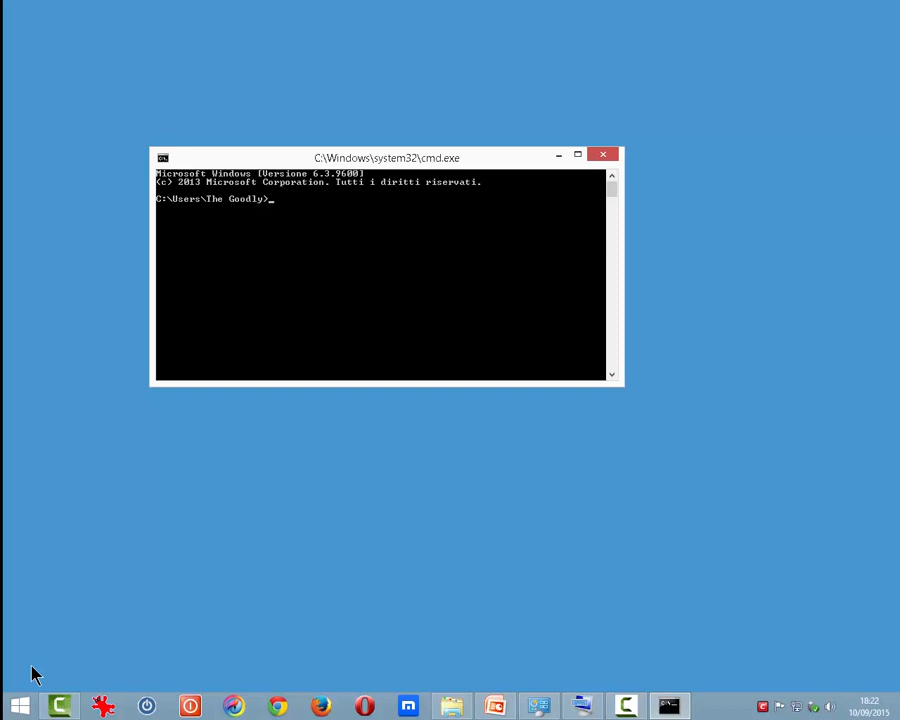 C:\Windows\system32\cmd.exe
Microsoft Windows [Versione 6.3.9600]
(c) 2013 Microsoft Corporation. Tutti i diritti riservati.
C:\Users\The Goodly>_
18:22
10/09/2015